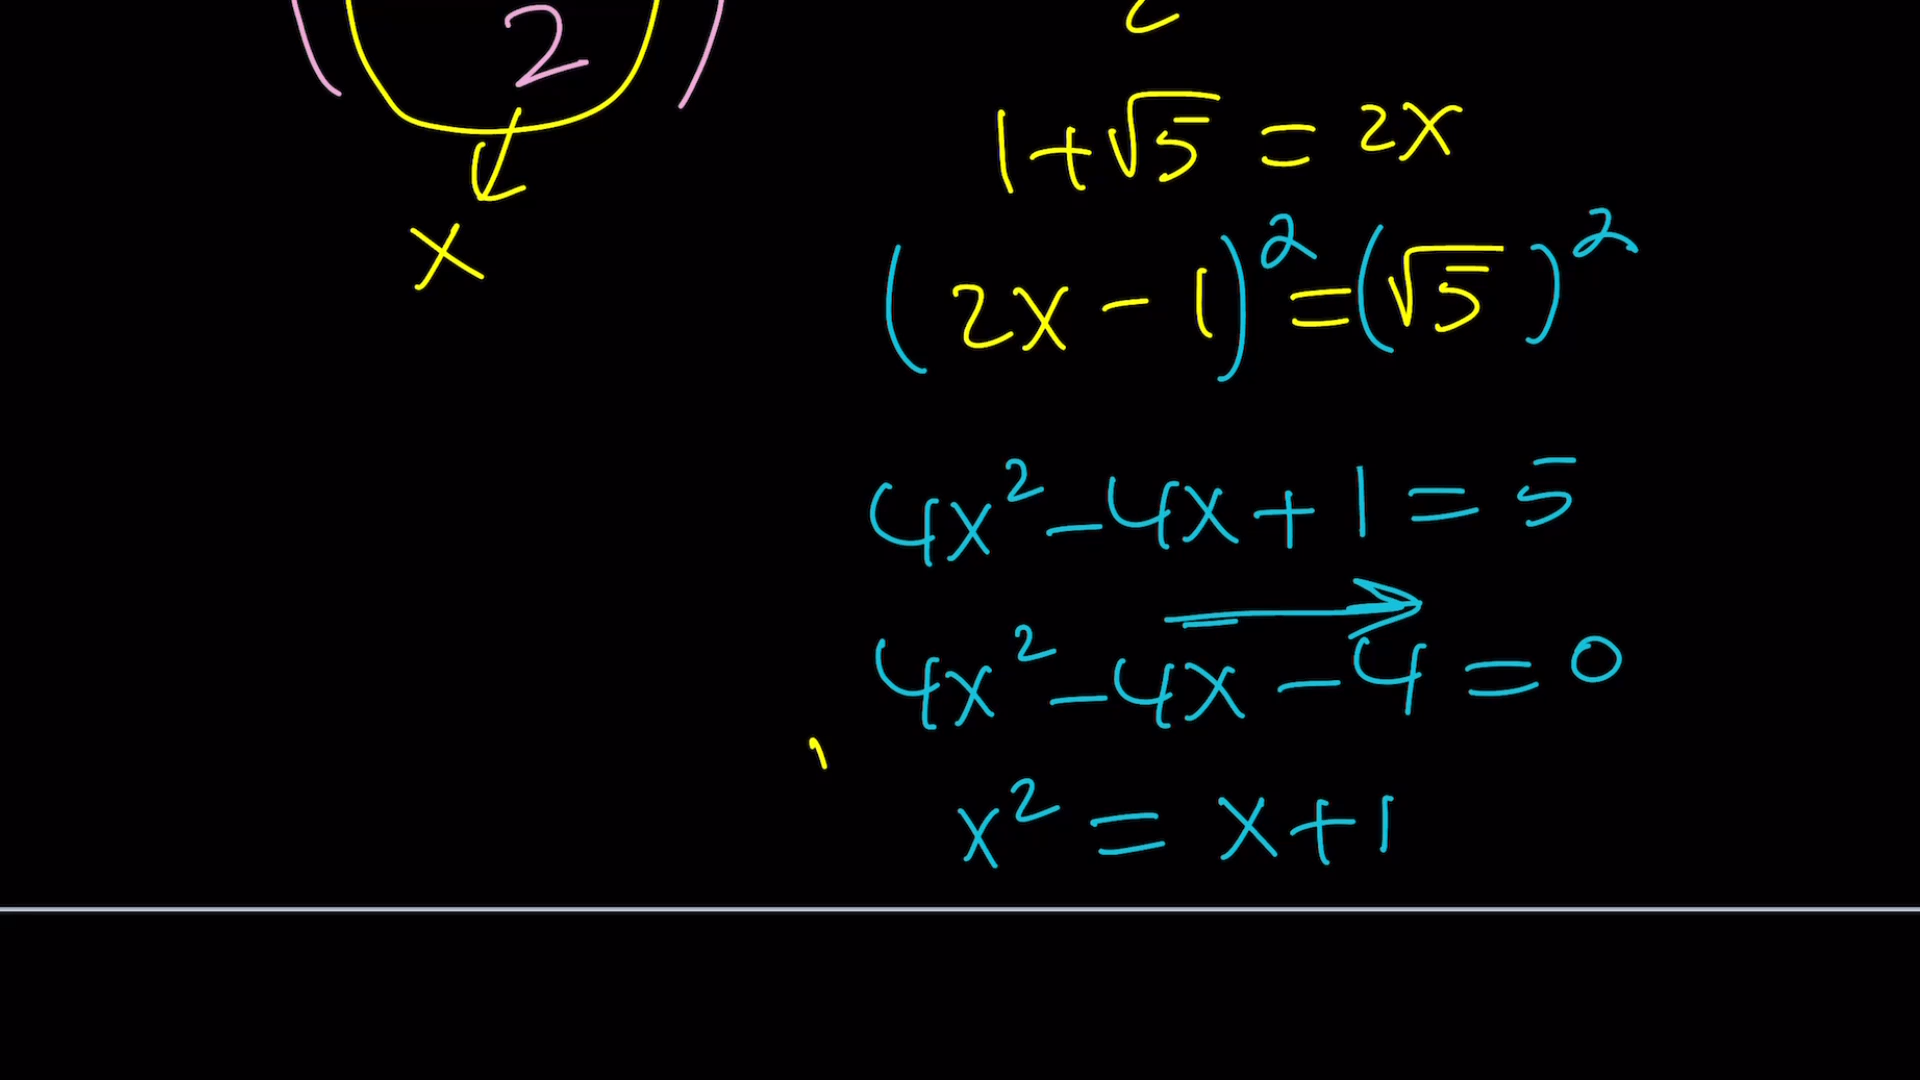 ( 2 )
x
1+√5 = 2x
(2x - 1)² = (√5)²
4x² - 4x + 1 = 5
4x² - 4x - 4 = 0
x² = x+1